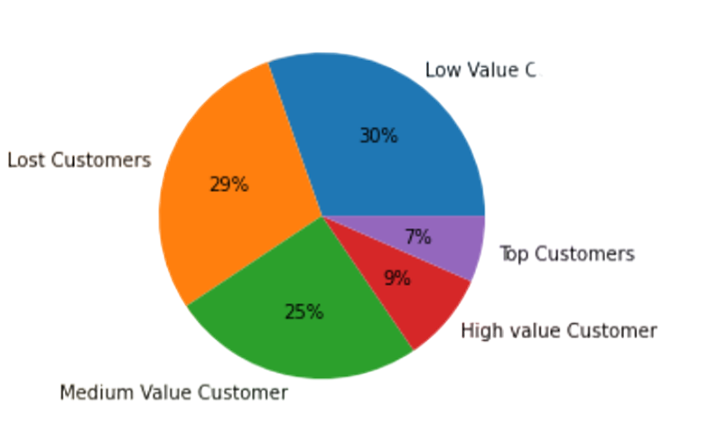 Low Value C
30%
Lost Customers
29%
7%
Top Customers
9%
25%
High value Customer
Medium Value Customer